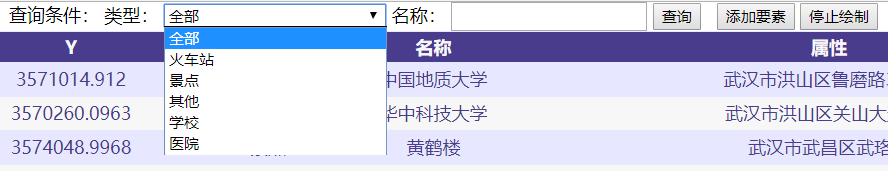 查询条件： 类型： 全部 名称： 查询 添加要素 停止绘制
Y 名称 属性
全部
火车站
景点
其他
学校
医院
3571014.912 中国地质大学 武汉市洪山区鲁磨路
3570260.0963 华中科技大学 武汉市洪山区关山大
3574048.9968 黄鹤楼 武汉市武昌区武珞